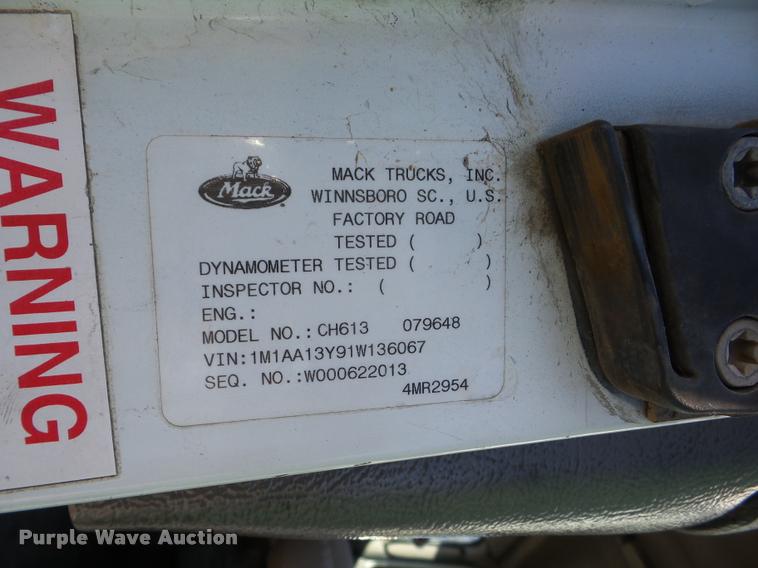 WARNING
Mack
MACK TRUCKS, INC.
WINNSBORO SC., U.S.
FACTORY ROAD
TESTED ( )
DYNAMOMETER TESTED ( )
INSPECTOR NO.: ( )
ENG.:
MODEL NO.:CH613 079648
VIN:1M1AA13Y91W136067
SEQ. NO.:W000622013
4MR2954
Purple Wave Auction